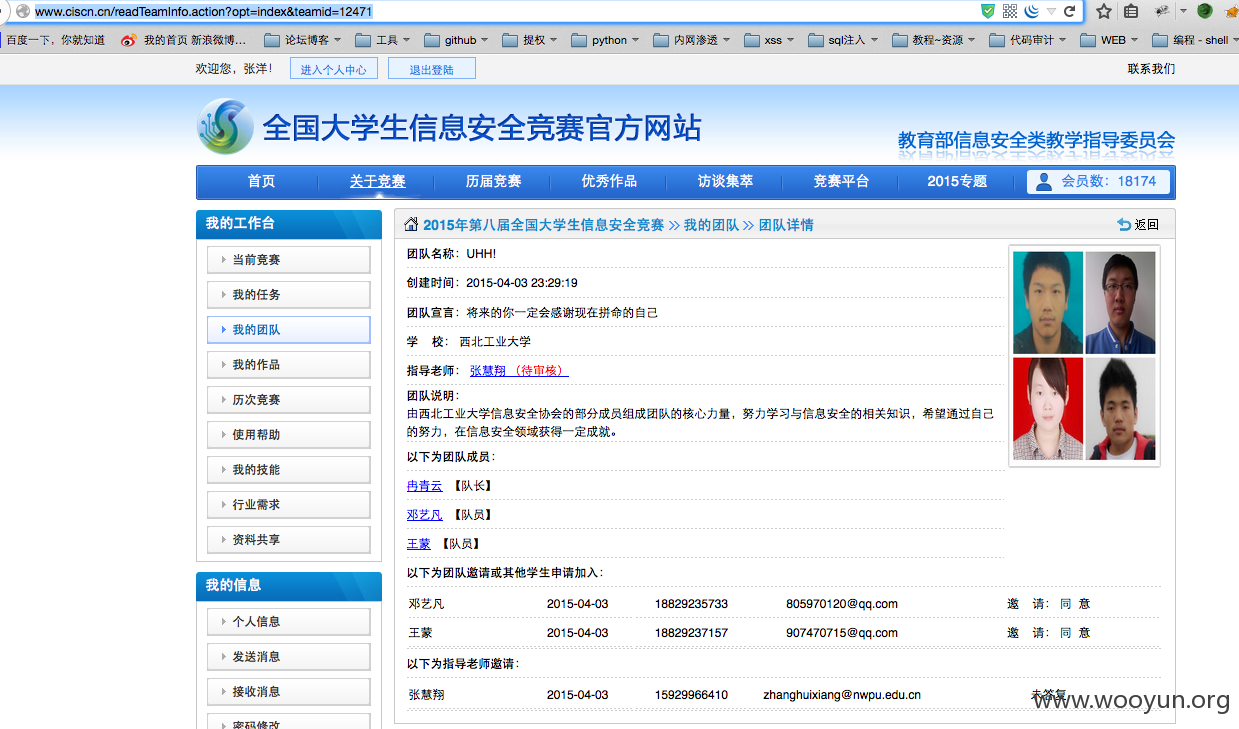 www.ciscn.cn/readTeamInfo.action?opt=index&teamid=12471
百度一下，你就知道 我的首页 新浪微博... 论坛博客 工具 github 提权 python 内网渗透 xss sql注入 教程~资源 代码审计 WEB 编程 - shell
欢迎您，张洋！ 进入个人中心 退出登陆 联系我们
全国大学生信息安全竞赛官方网站
教育部信息安全类教学指导委员会
首页 关于竞赛 历届竞赛 优秀作品 访谈集萃 竞赛平台 2015专题 会员数：18174
我的工作台
当前竞赛
我的任务
我的团队
我的作品
历次竞赛
使用帮助
我的技能
行业需求
资料共享
我的信息
个人信息
发送消息
接收消息
密码修改
2015年第八届全国大学生信息安全竞赛 >> 我的团队 >> 团队详情 返回
团队名称：UHH!
创建时间：2015-04-03 23:29:19
团队宣言：将来的你一定会感谢现在拼命的自己
学 校： 西北工业大学
指导老师： 张慧翔 （待审核）
团队说明：
由西北工业大学信息安全协会的部分成员组成团队的核心力量，努力学习与信息安全的相关知识，希望通过自己
的努力，在信息安全领域获得一定成就。
以下为团队成员：
冉青云 【队长】
邓艺凡 【队员】
王蒙 【队员】
以下为团队邀请或其他学生申请加入：
邓艺凡 2015-04-03 18829235733 805970120@qq.com 邀 请： 同 意
王蒙 2015-04-03 18829237157 907470715@qq.com 邀 请： 同 意
以下为指导老师邀请：
张慧翔 2015-04-03 15929966410 zhanghuixiang@nwpu.edu.cn 未答复
www.wooyun.org